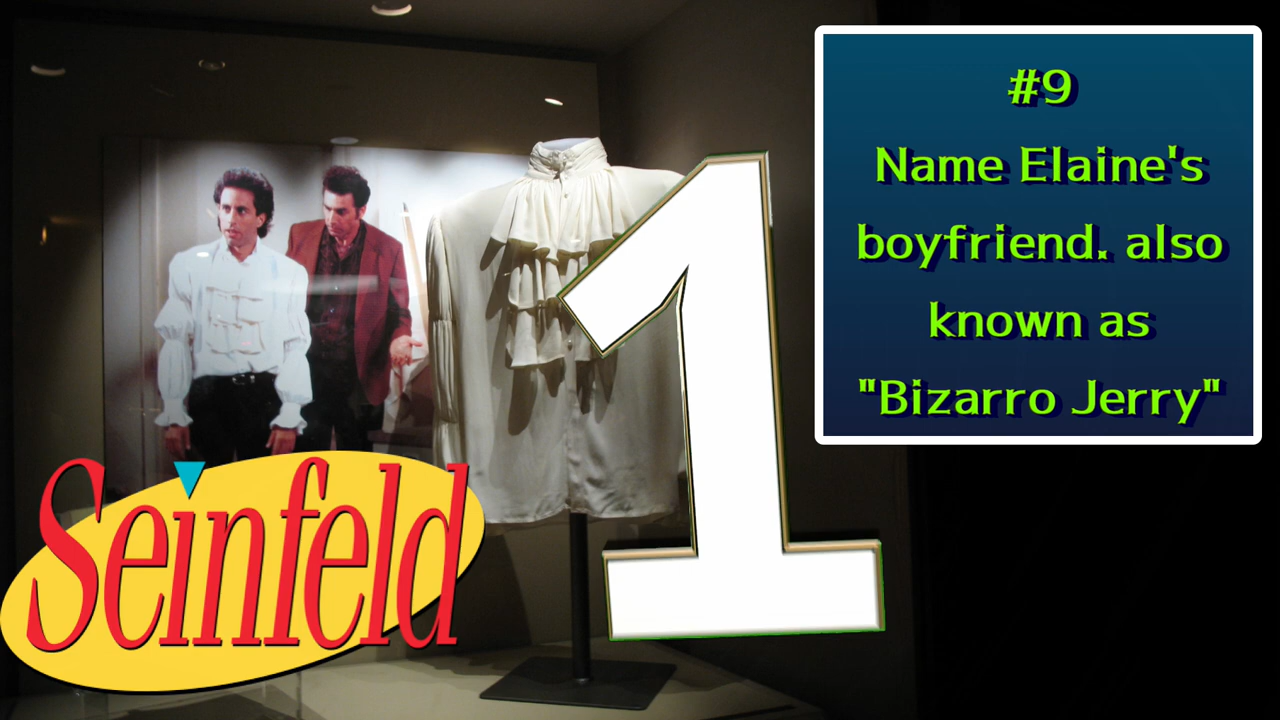 #9
Name Elaine's
boyfriend. also
known as
"Bizarro Jerry"
1
Seinfeld